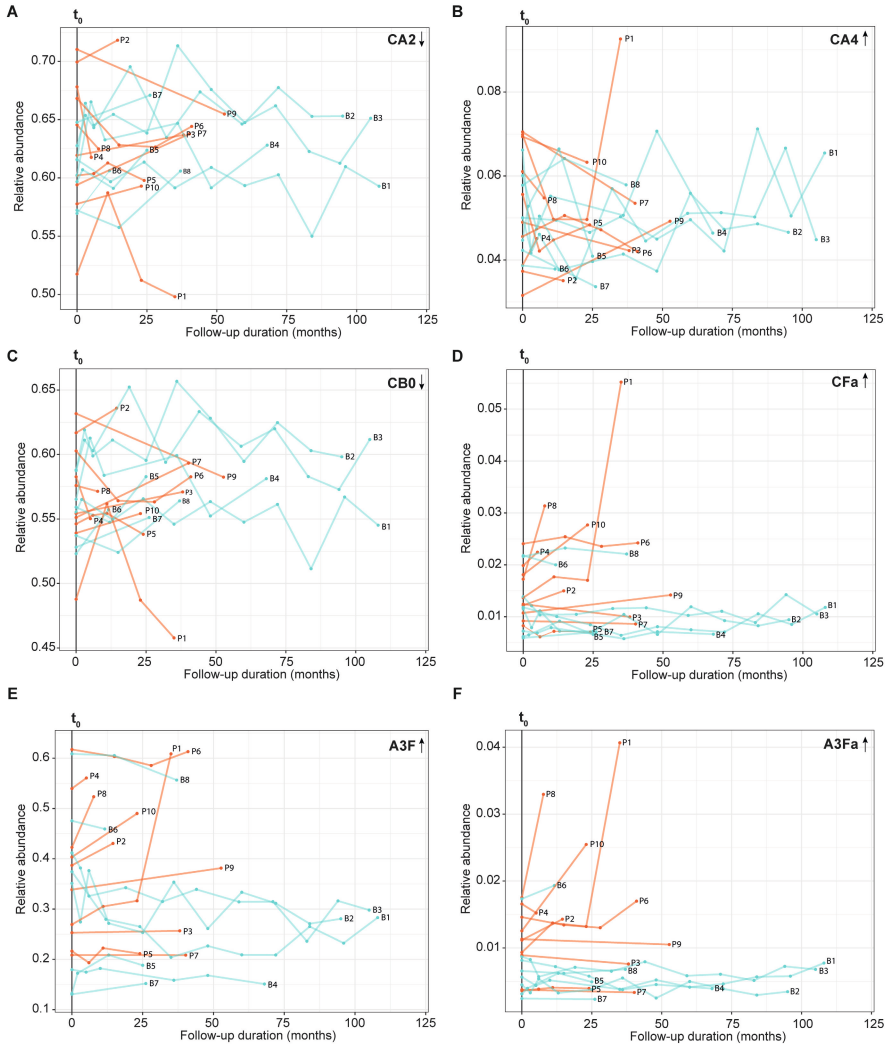 A
t0
CA2 ↓
Relative abundance
0.70
0.65
0.60
0.55
0.50
P2
B7
P9
P6
P3
P7
P8
P4
B5
B4
B6
B8
P5
P10
B1
B2
B3
P1
0
25
50
75
100
125
Follow-up duration (months)
B
t0
CA4 ↑
Relative abundance
0.08
0.06
0.04
P1
P10
B8
P8
P7
P9
P5
P4
P3
P6
B5
B6
P2
B7
B4
B2
B3
B1
0
25
50
75
100
125
Follow-up duration (months)
C
t0
CB0 ↓
Relative abundance
0.65
0.60
0.55
0.50
0.45
P2
P7
P9
P6
P3
B8
B5
B4
P8
P4
B6
P10
B7
P5
B3
B2
B1
P1
0
25
50
75
100
125
Follow-up duration (months)
D
t0
CFa ↑
Relative abundance
0.05
0.04
0.03
0.02
0.01
P1
P8
P10
P6
P4
B8
B6
P2
P9
P3
P7
P5
B7
B5
B4
B2
B3
B1
0
25
50
75
100
125
Follow-up duration (months)
E
t0
A3F ↑
Relative abundance
0.6
0.5
0.4
0.3
0.2
0.1
P1
P6
P4
B8
P8
P10
B6
P2
P9
P3
P5
P7
B5
B7
B4
B3
B2
B1
0
25
50
75
100
125
Follow-up duration (months)
F
t0
A3Fa ↑
Relative abundance
0.04
0.03
0.02
0.01
P1
P8
P10
B6
P6
P4
P2
P9
P3
B8
B5
P5
P7
B7
B4
B2
B3
B1
0
25
50
75
100
125
Follow-up duration (months)